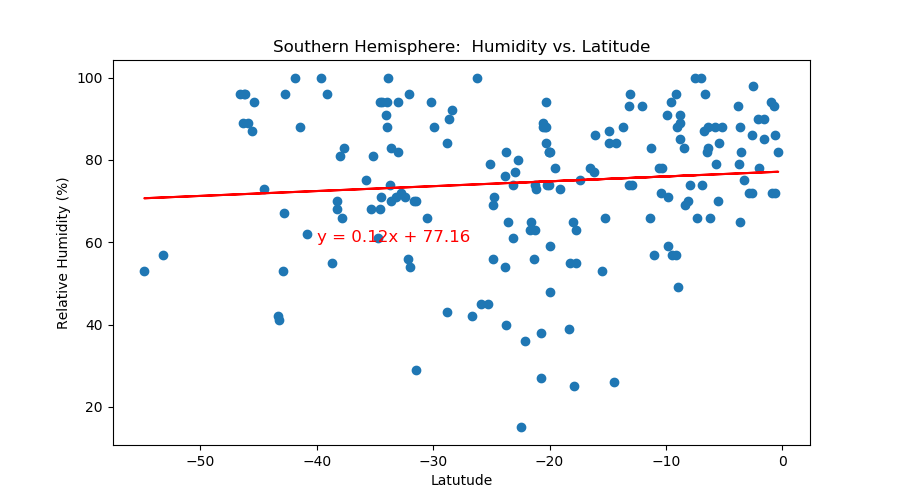 Southern Hemisphere:  Humidity vs. Latitude
Relative Humidity (%)
100
80
60
40
20
y = 0.12x + 77.16
−50
−40
−30
−20
−10
0
Latutude